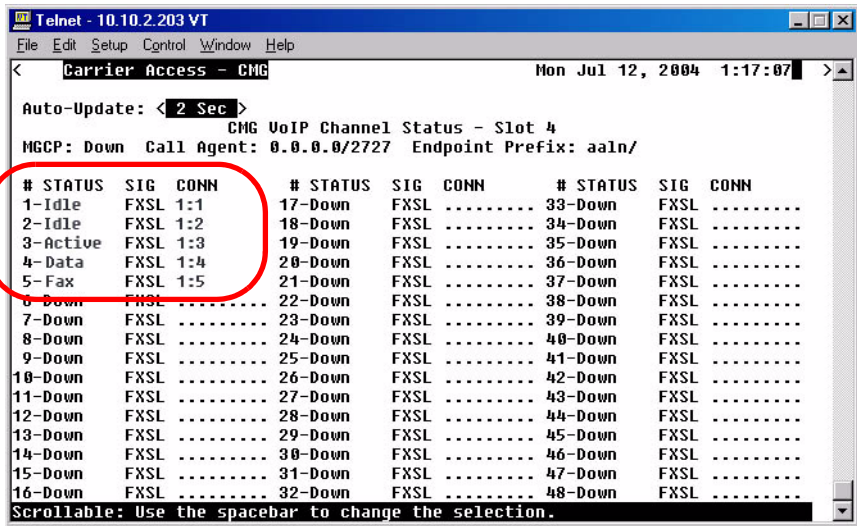 Telnet - 10.10.2.203 VT
File Edit Setup Control Window Help
< Carrier Access - CMG Mon Jul 12, 2004 1:17:07 >
Auto-Update: < 2 Sec >
CMG VoIP Channel Status - Slot 4
MGCP: Down Call Agent: 0.0.0.0/2727 Endpoint Prefix: aaln/
# STATUS SIG CONN # STATUS SIG CONN # STATUS SIG CONN
1-Idle FXSL 1:1 17-Down FXSL ......... 33-Down FXSL .........
2-Idle FXSL 1:2 18-Down FXSL ......... 34-Down FXSL .........
3-Active FXSL 1:3 19-Down FXSL ......... 35-Down FXSL .........
4-Data FXSL 1:4 20-Down FXSL ......... 36-Down FXSL .........
5-Fax FXSL 1:5 21-Down FXSL ......... 37-Down FXSL .........
6-Down FXSL ......... 22-Down FXSL ......... 38-Down FXSL .........
7-Down FXSL ......... 23-Down FXSL ......... 39-Down FXSL .........
8-Down FXSL ......... 24-Down FXSL ......... 40-Down FXSL .........
9-Down FXSL ......... 25-Down FXSL ......... 41-Down FXSL .........
10-Down FXSL ......... 26-Down FXSL ......... 42-Down FXSL .........
11-Down FXSL ......... 27-Down FXSL ......... 43-Down FXSL .........
12-Down FXSL ......... 28-Down FXSL ......... 44-Down FXSL .........
13-Down FXSL ......... 29-Down FXSL ......... 45-Down FXSL .........
14-Down FXSL ......... 30-Down FXSL ......... 46-Down FXSL .........
15-Down FXSL ......... 31-Down FXSL ......... 47-Down FXSL .........
16-Down FXSL ......... 32-Down FXSL ......... 48-Down FXSL .........
Scrollable: Use the spacebar to change the selection.